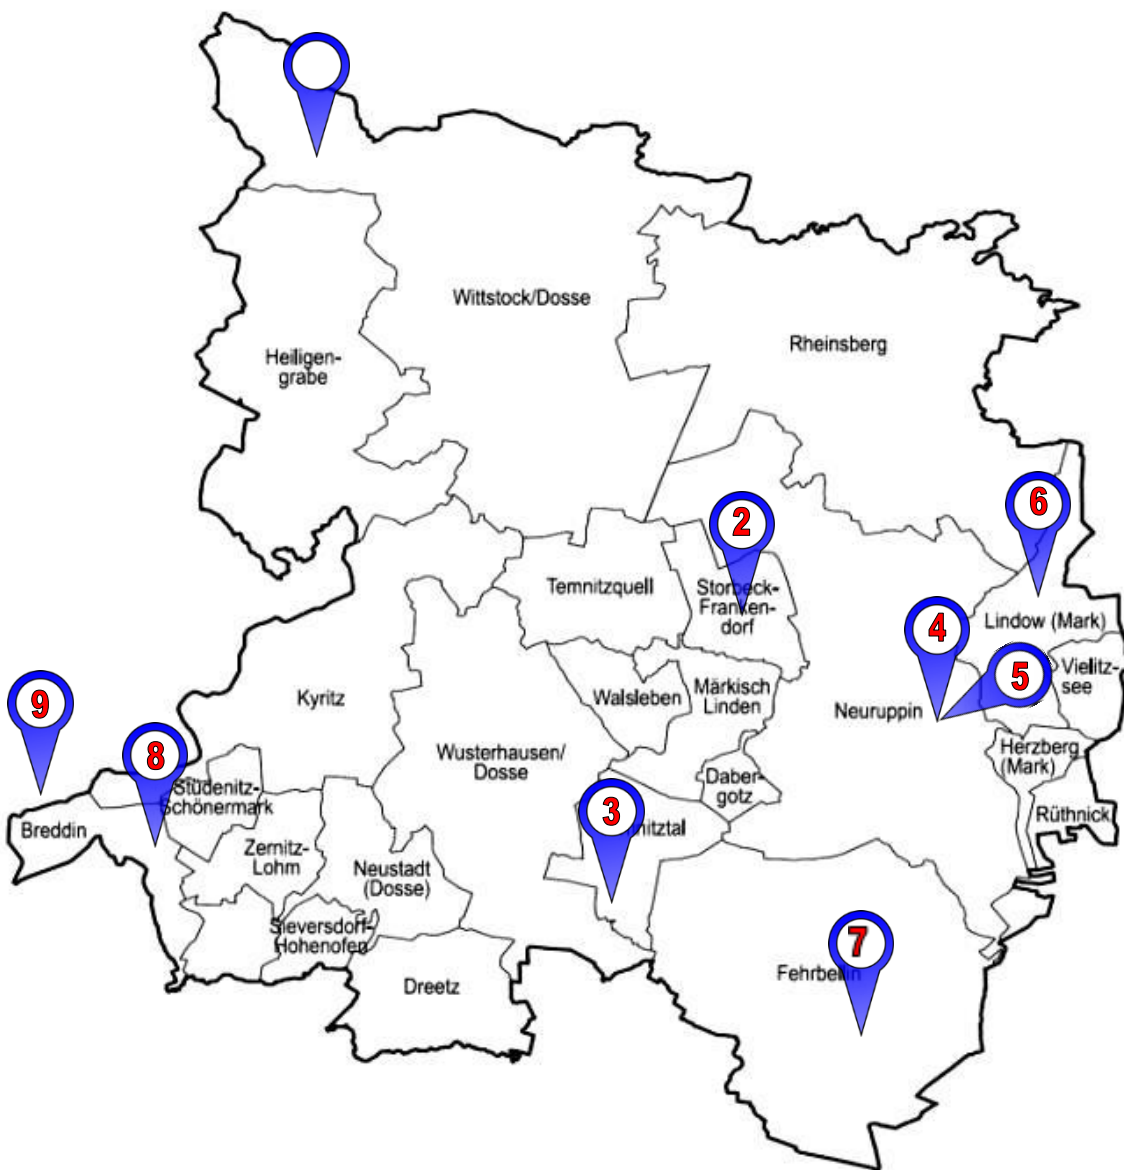 Wittstock/Dosse
Rheinsberg
Heiligen-
grabe
6
2
Temnitzquell
Storbeck-
Franken-
dorf
4
Lindow (Mark)
5
Vielitz-
see
Kyritz
Walsleben
Märkisch
Linden
Neuruppin
9
8
Wusterhausen/
Dosse
Herzberg
(Mark)
Daber-
gotz
Stüdenitz-
Schönermark
3
nitztal
Rüthnick
Breddin
Zernitz-
Lohm
Neustadt
(Dosse)
Sieversdorf-
Hohenofen
7
Fehrbellin
Dreetz